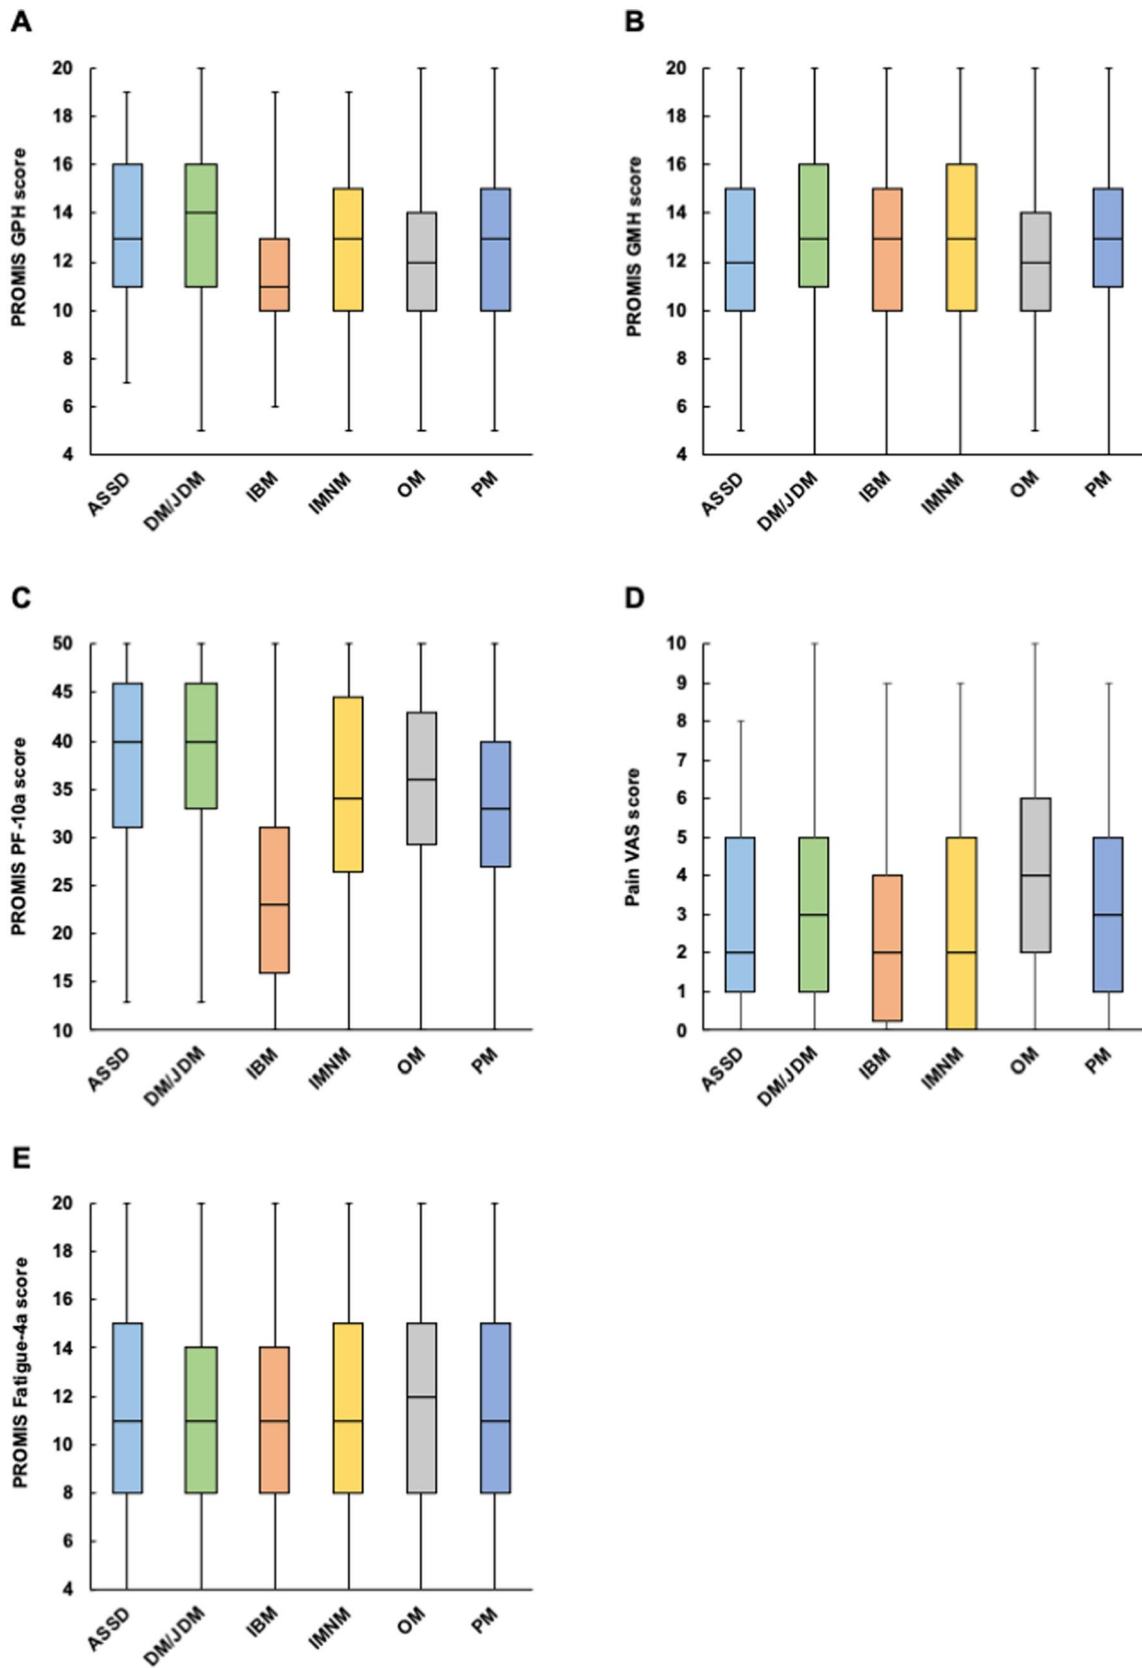 A
PROMIS GPH score
20
18
16
14
12
10
8
6
4
ASSD
DM/JDM
IBM
IMNM
OM
PM
B
PROMIS GMH score
20
18
16
14
12
10
8
6
4
ASSD
DM/JDM
IBM
IMNM
OM
PM
C
PROMIS PF-10a score
50
45
40
35
30
25
20
15
10
ASSD
DM/JDM
IBM
IMNM
OM
PM
D
Pain VAS score
10
9
8
7
6
5
4
3
2
1
0
ASSD
DM/JDM
IBM
IMNM
OM
PM
E
PROMIS Fatigue-4a score
20
18
16
14
12
10
8
6
4
ASSD
DM/JDM
IBM
IMNM
OM
PM